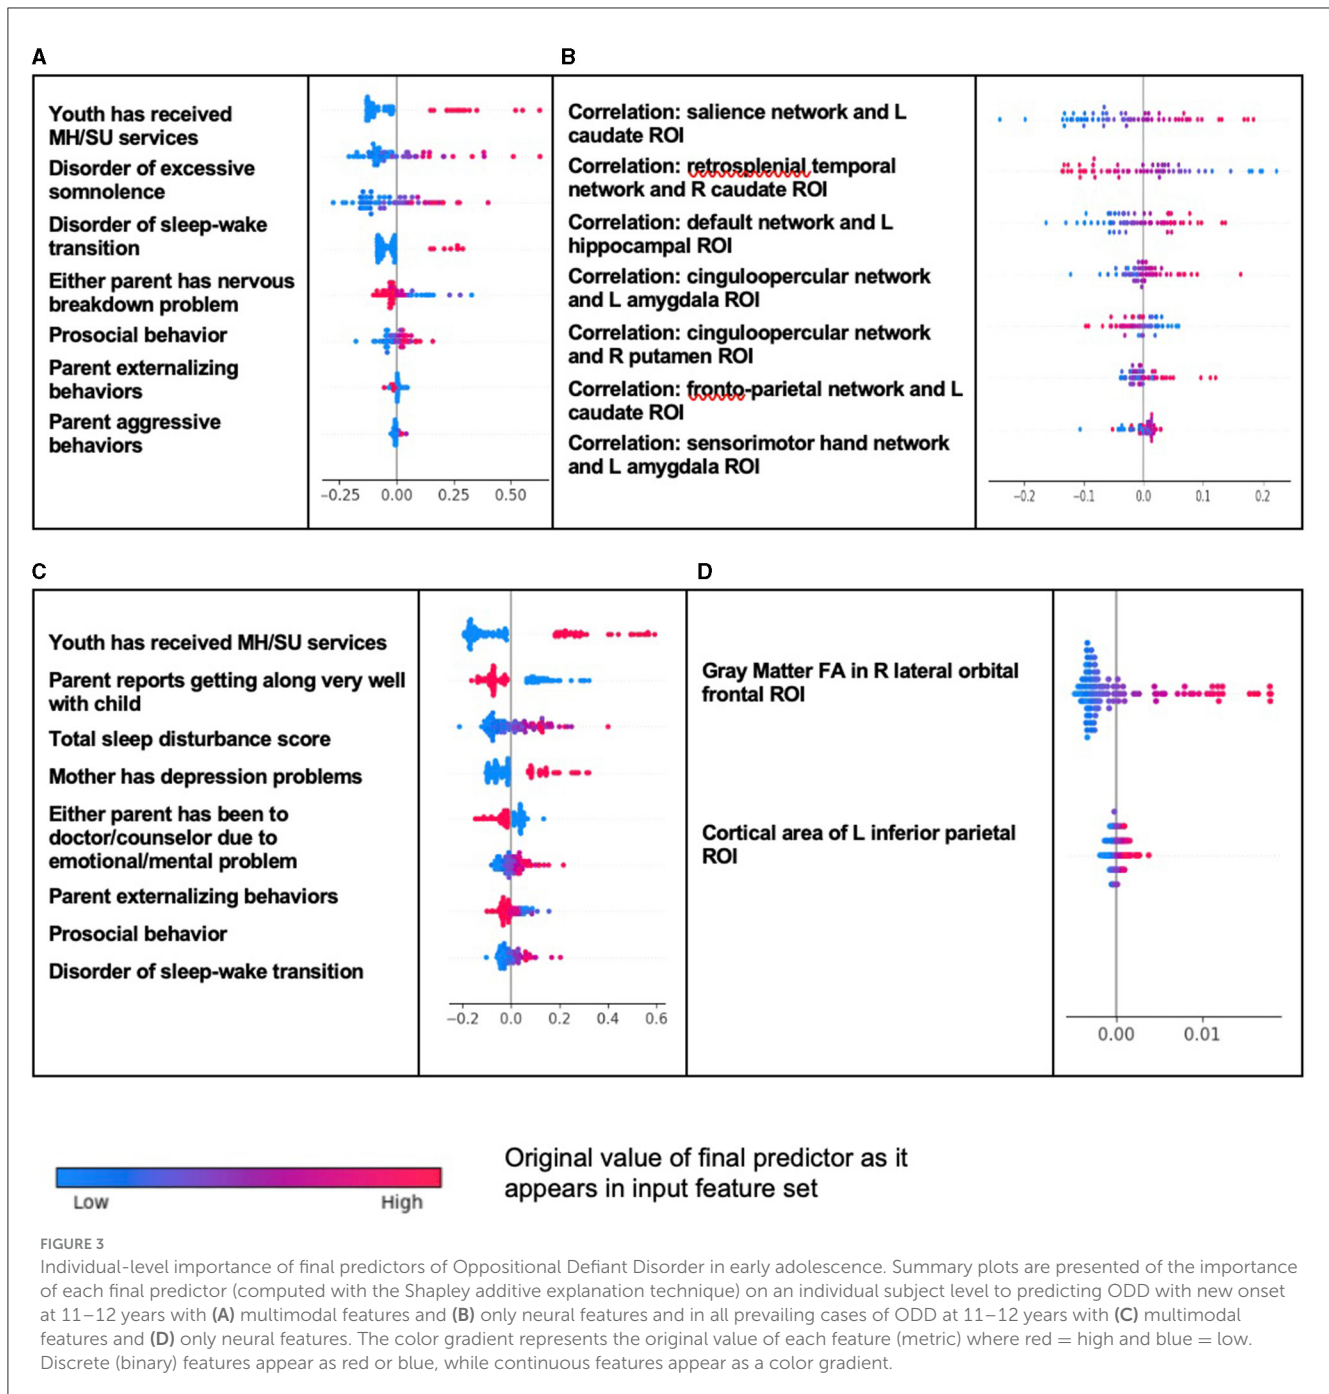 A
Youth has received
MH/SU services
Disorder of excessive
somnolence
Disorder of sleep-wake
transition
Either parent has nervous
breakdown problem
Prosocial behavior
Parent externalizing
behaviors
Parent aggressive
behaviors
−0.25 0.00 0.25 0.50
B
Correlation: salience network and L
caudate ROI
Correlation: retrosplenial temporal
network and R caudate ROI
Correlation: default network and L
hippocampal ROI
Correlation: cinguloopercular network
and L amygdala ROI
Correlation: cinguloopercular network
and R putamen ROI
Correlation: fronto-parietal network and L
caudate ROI
Correlation: sensorimotor hand network
and L amygdala ROI
−0.2 −0.1 0.0 0.1 0.2
C
Youth has received MH/SU services
Parent reports getting along very well
with child
Total sleep disturbance score
Mother has depression problems
Either parent has been to
doctor/counselor due to
emotional/mental problem
Parent externalizing behaviors
Prosocial behavior
Disorder of sleep-wake transition
−0.2 0.0 0.2 0.4 0.6
D
Gray Matter FA in R lateral orbital
frontal ROI
Cortical area of L inferior parietal
ROI
0.00 0.01
Low High
Original value of final predictor as it
appears in input feature set
FIGURE 3
Individual-level importance of final predictors of Oppositional Defiant Disorder in early adolescence. Summary plots are presented of the importance
of each final predictor (computed with the Shapley additive explanation technique) on an individual subject level to predicting ODD with new onset
at 11–12 years with (A) multimodal features and (B) only neural features and in all prevailing cases of ODD at 11–12 years with (C) multimodal
features and (D) only neural features. The color gradient represents the original value of each feature (metric) where red = high and blue = low.
Discrete (binary) features appear as red or blue, while continuous features appear as a color gradient.